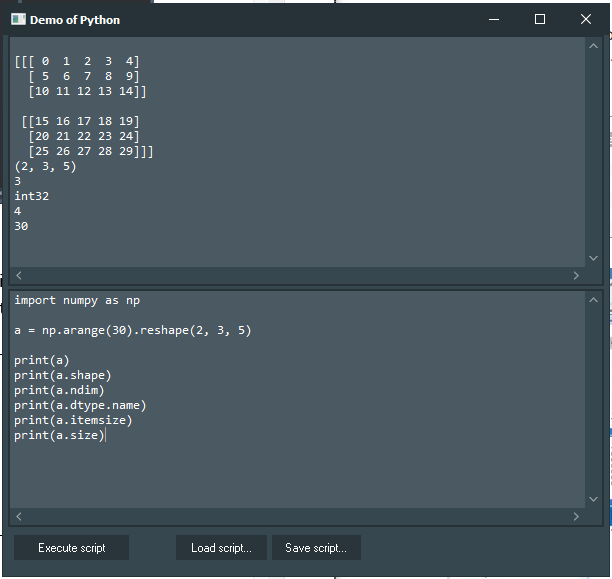 Demo of Python
[[[ 0  1  2  3  4]
  [ 5  6  7  8  9]
  [10 11 12 13 14]]
 [[15 16 17 18 19]
  [20 21 22 23 24]
  [25 26 27 28 29]]]
(2, 3, 5)
3
int32
4
30
import numpy as np
a = np.arange(30).reshape(2, 3, 5)
print(a)
print(a.shape)
print(a.ndim)
print(a.dtype.name)
print(a.itemsize)
print(a.size)
Execute script
Load script...
Save script...